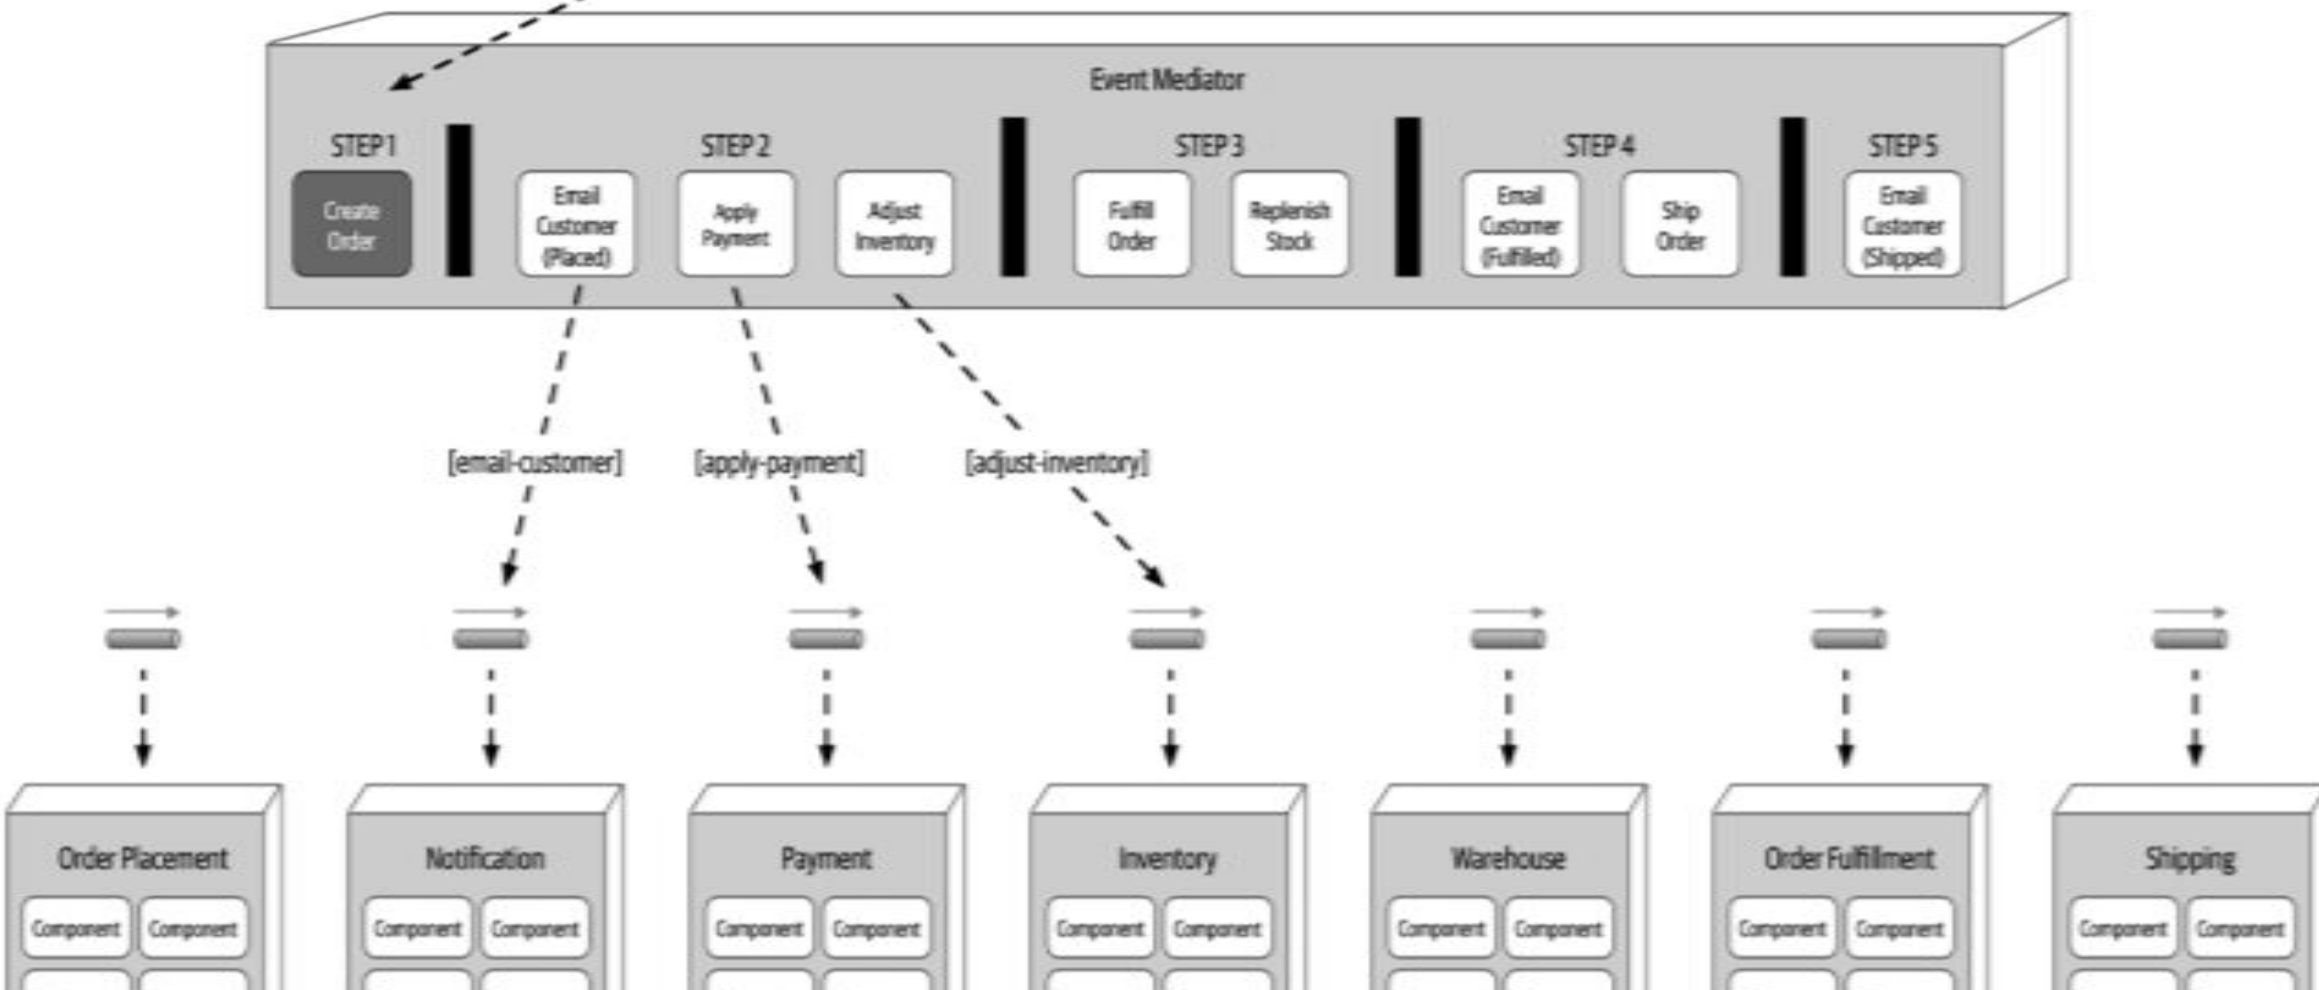 Event Mediator
STEP 1
STEP 2
STEP 3
STEP 4
STEP 5
Create
Order
Email
Customer
(Placed)
Apply
Payment
Adjust
Inventory
Fulfill
Order
Replenish
Stock
Email
Customer
(Fulfilled)
Ship
Order
Email
Customer
(Shipped)
[email-customer]
[apply-payment]
[adjust-inventory]
Order Placement
Notification
Payment
Inventory
Warehouse
Order Fulfillment
Shipping
Component
Component
Component
Component
Component
Component
Component
Component
Component
Component
Component
Component
Component
Component